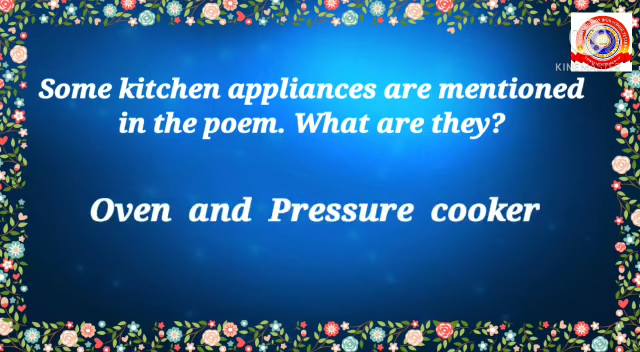 Some kitchen appliances are mentioned
in the poem. What are they?
Oven and Pressure cooker